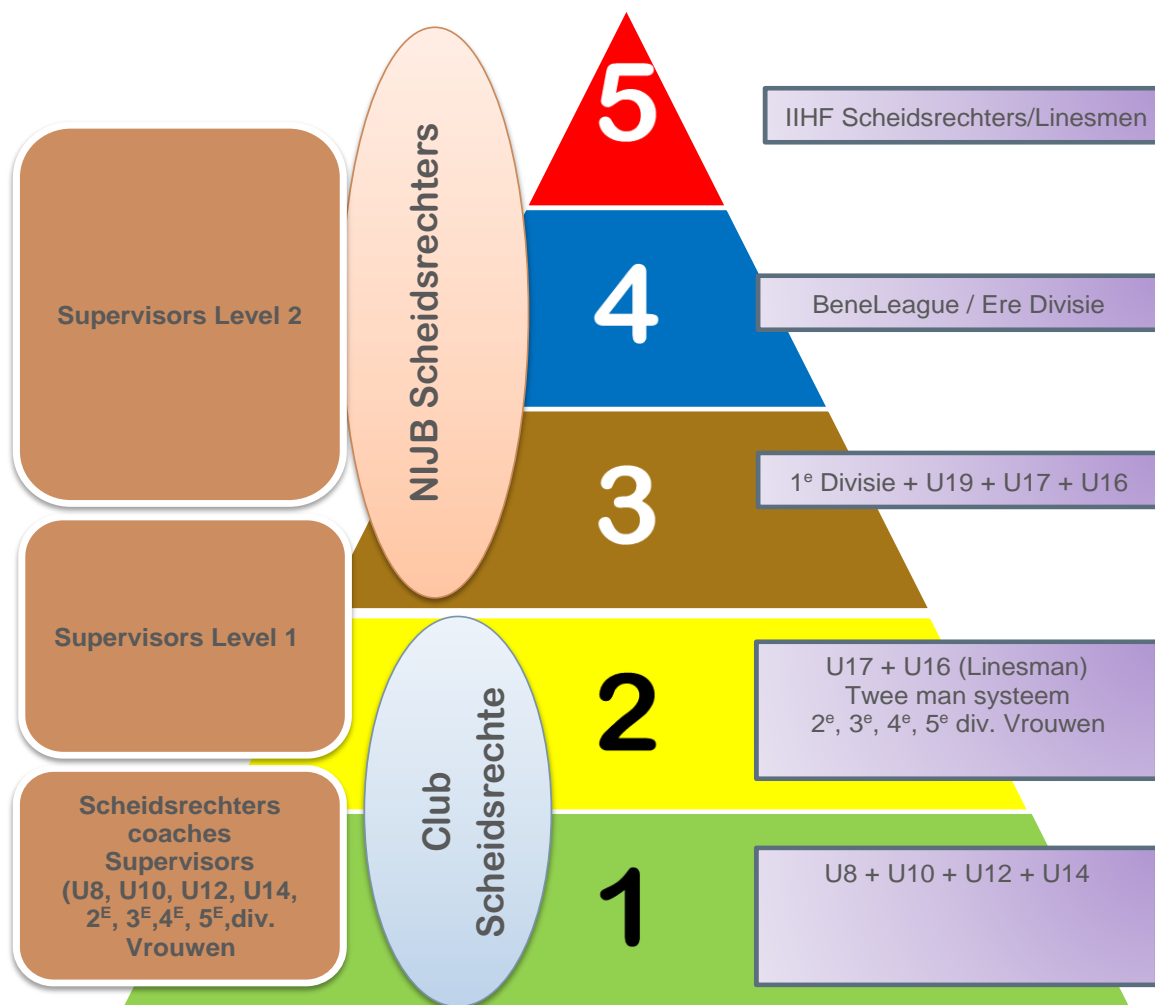 5
IIHF Scheidsrechters/Linesmen
NIJB Scheidsrechters
Supervisors Level 2
4
BeneLeague / Ere Divisie
3
1e Divisie + U19 + U17 + U16
Supervisors Level 1
2
U17 + U16 (Linesman)
Twee man systeem
2e, 3e, 4e, 5e div. Vrouwen
Club
Scheidsrechte
Scheidsrechters
coaches
Supervisors
(U8, U10, U12, U14,
2E, 3E,4E, 5E,div.
Vrouwen
1
U8 + U10 + U12 + U14